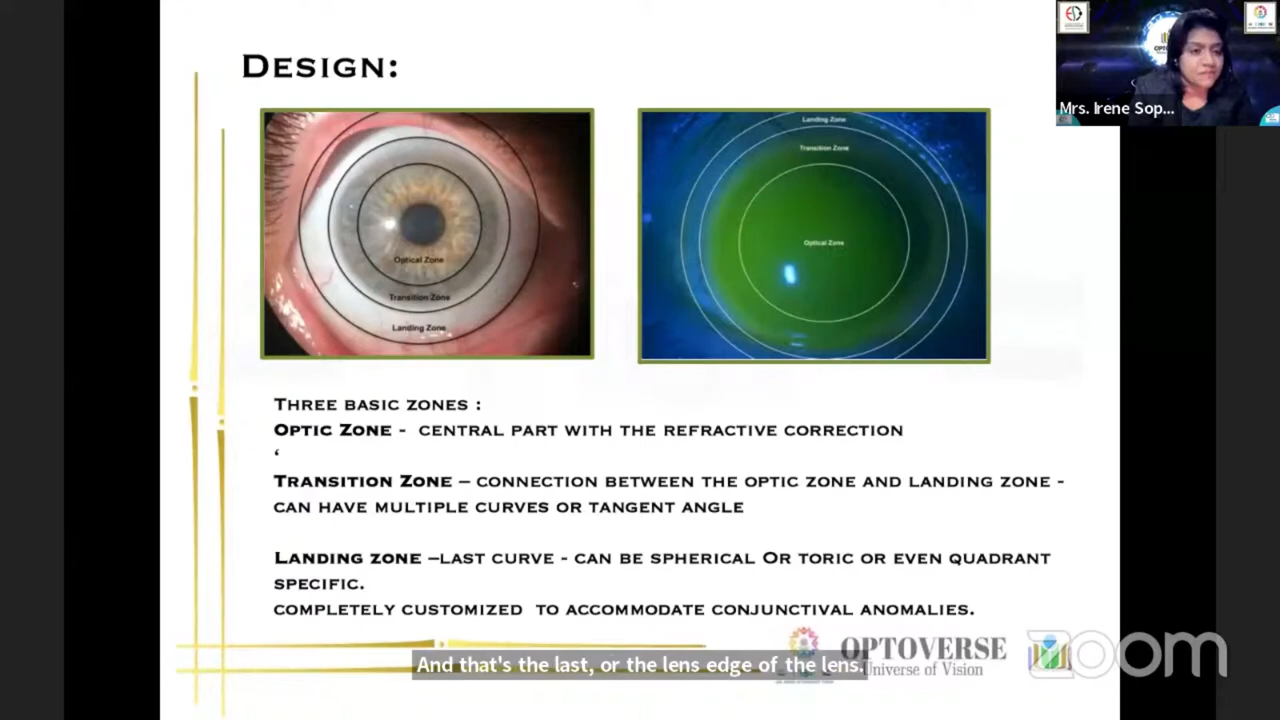 DESIGN:
Mrs. Irene Sop...
Optical Zone
Transition Zone
Landing Zone
Landing Zone
Transition Zone
Optical Zone
THREE BASIC ZONES :
OPTIC ZONE - CENTRAL PART WITH THE REFRACTIVE CORRECTION
‘
TRANSITION ZONE – CONNECTION BETWEEN THE OPTIC ZONE AND LANDING ZONE -
CAN HAVE MULTIPLE CURVES OR TANGENT ANGLE
LANDING ZONE –LAST CURVE - CAN BE SPHERICAL OR TORIC OR EVEN QUADRANT
SPECIFIC.
COMPLETELY CUSTOMIZED TO ACCOMMODATE CONJUNCTIVAL ANOMALIES.
OPTOVERSE
Universe of Vision
zoom
And that's the last, or the lens edge of the lens.